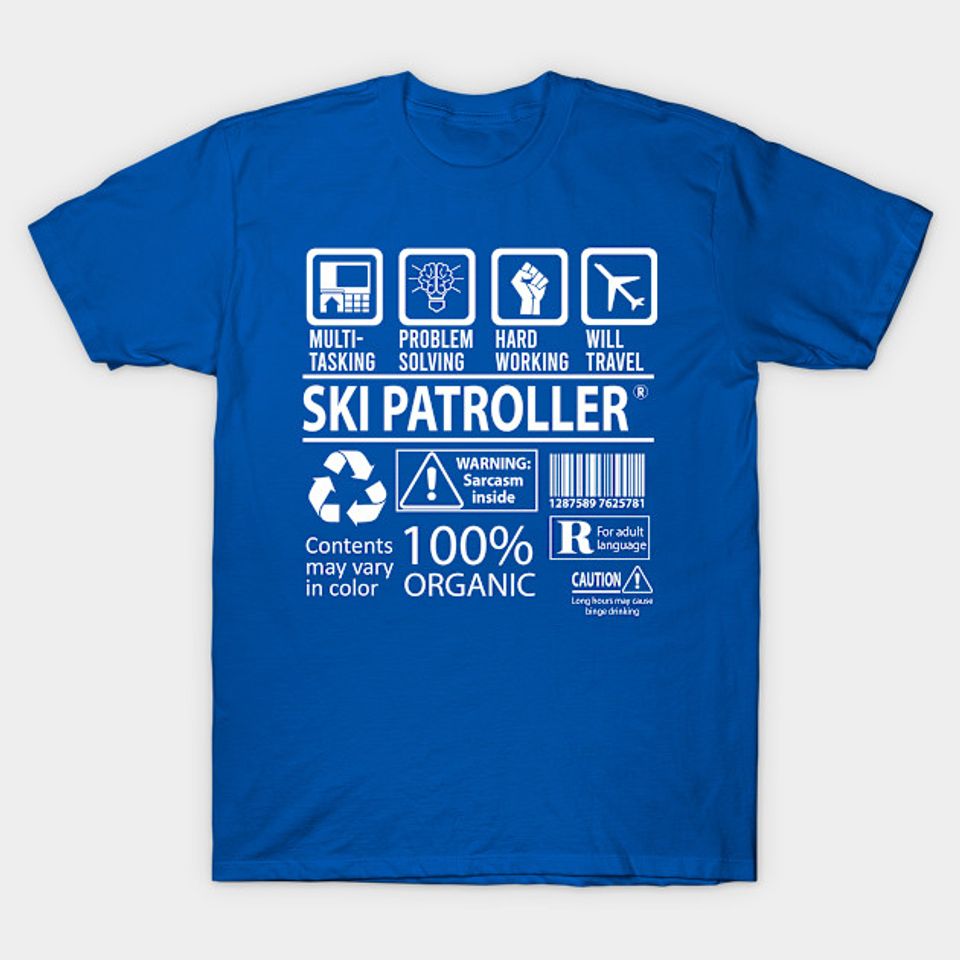 MULTI-
TASKING
PROBLEM
SOLVING
HARD
WORKING
WILL
TRAVEL
SKI PATROLLER ®
WARNING:
Sarcasm
inside
1287589 7625781
Contents
may vary
in color
100%
ORGANIC
R For adult
language
CAUTION
Long hours may cause
binge drinking